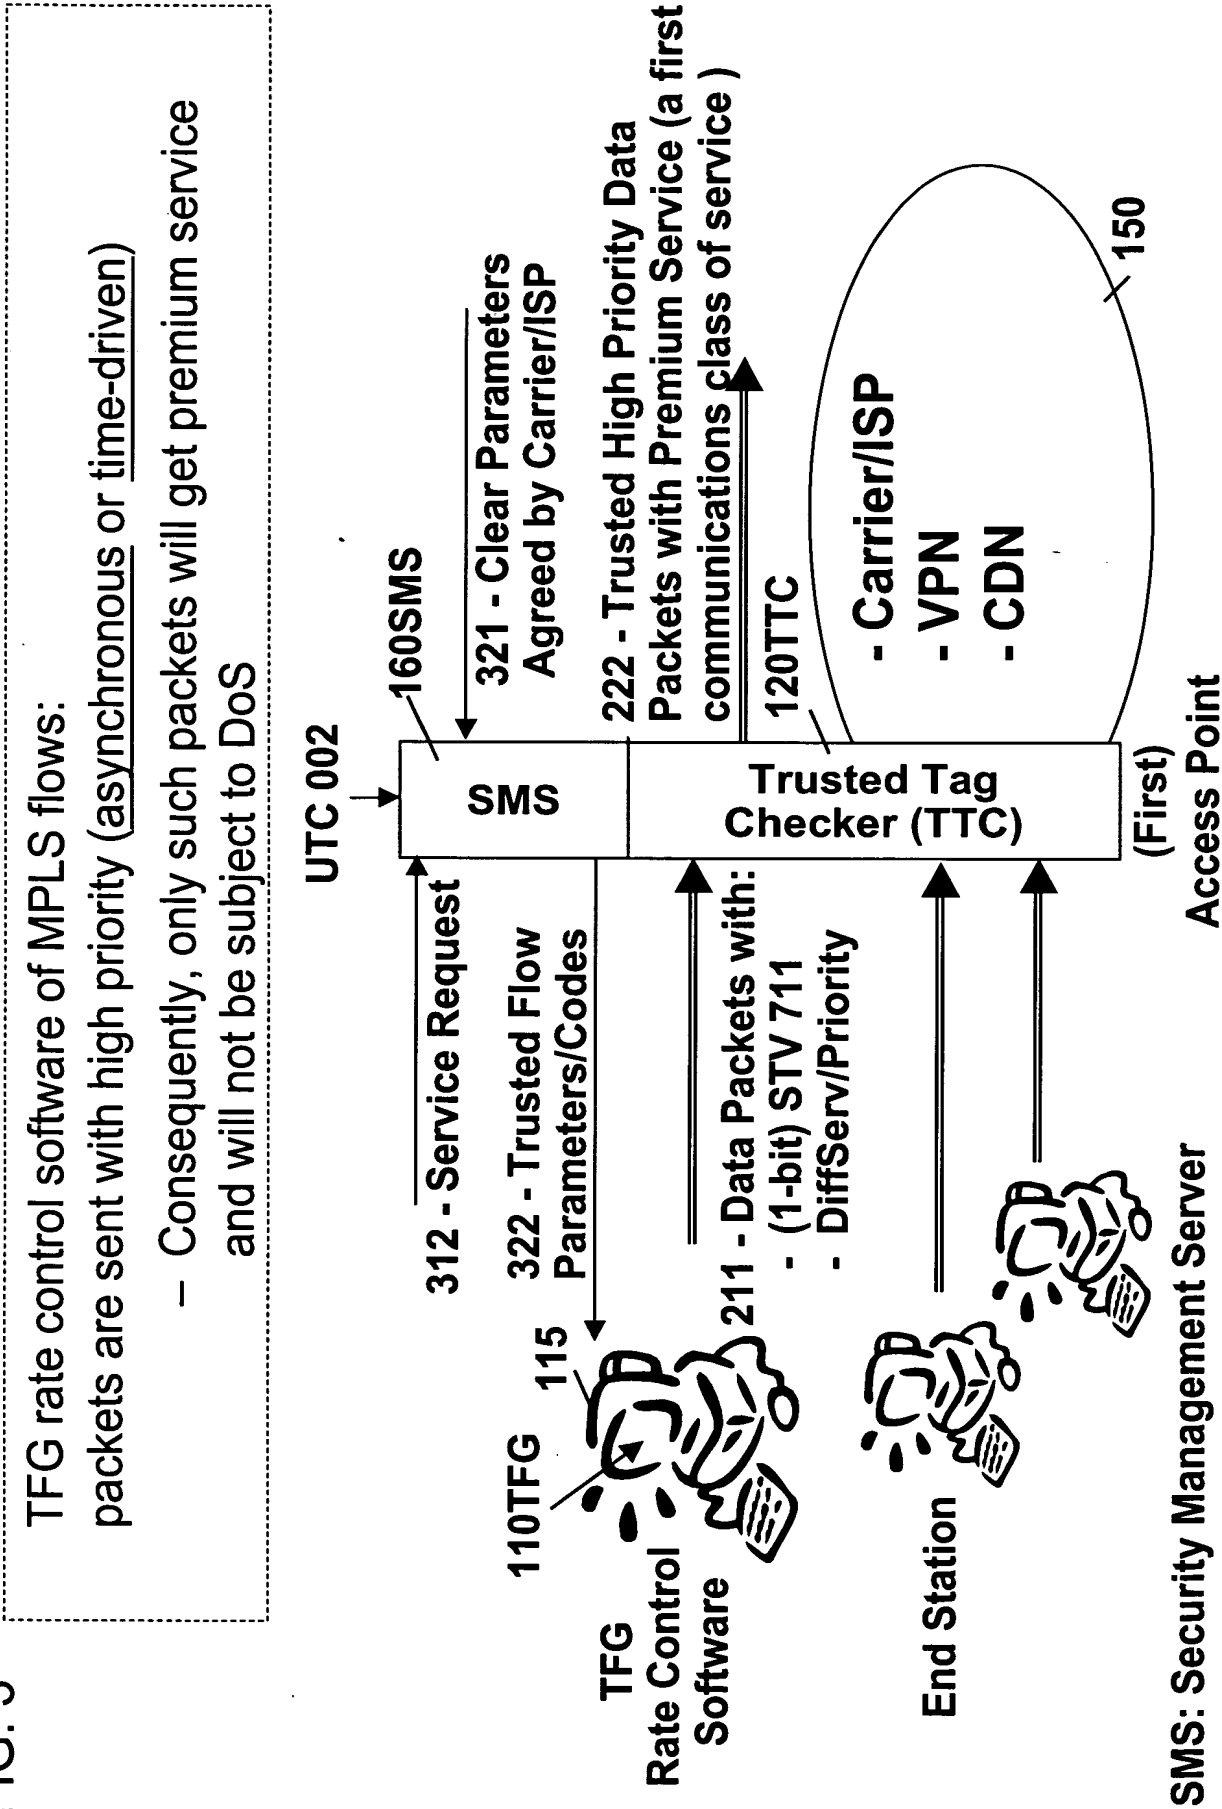 TFG rate control software of MPLS flows:
packets are sent with high priority (asynchronous or time-driven)
– Consequently, only such packets will get premium service
and will not be subject to DoS
UTC 002
160SMS
312 - Service Request
SMS
321 - Clear Parameters
Agreed by Carrier/ISP
322 - Trusted Flow
Parameters/Codes
222 - Trusted High Priority Data
Packets with Premium Service (a first
communications class of service )
110TFG
115
TFG
Rate Control
Software
211 - Data Packets with:
- (1-bit) STV 711
- DiffServ/Priority
Trusted Tag
Checker (TTC)
120TTC
- Carrier/ISP
- VPN
- CDN
150
End Station
(First)
Access Point
SMS: Security Management Server